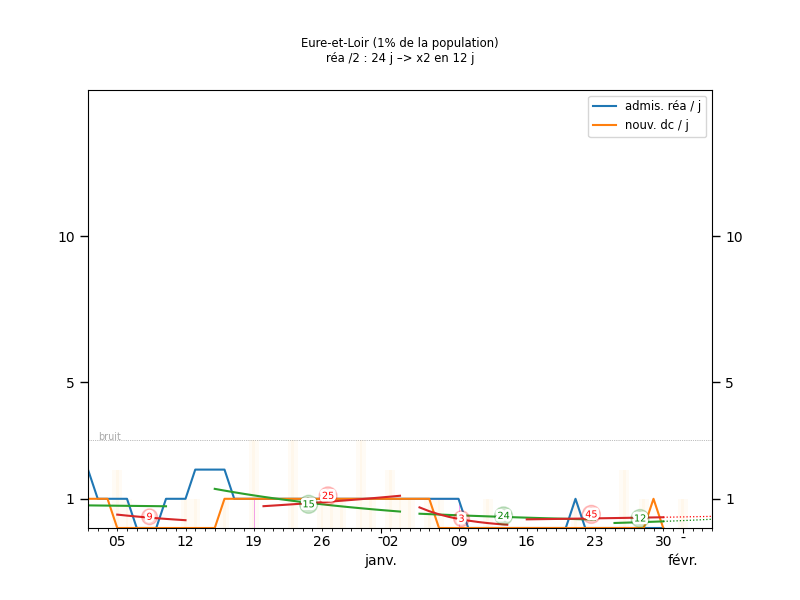 Eure-et-Loir (1% de la population)
réa /2 : 24 j –> x2 en 12 j
admis. réa / j
nouv. dc / j
10 10
5 5
bruit
1 1
9 15 25 3 24 45 12
05 12 19 26 02 09 16 23 30
janv. févr.